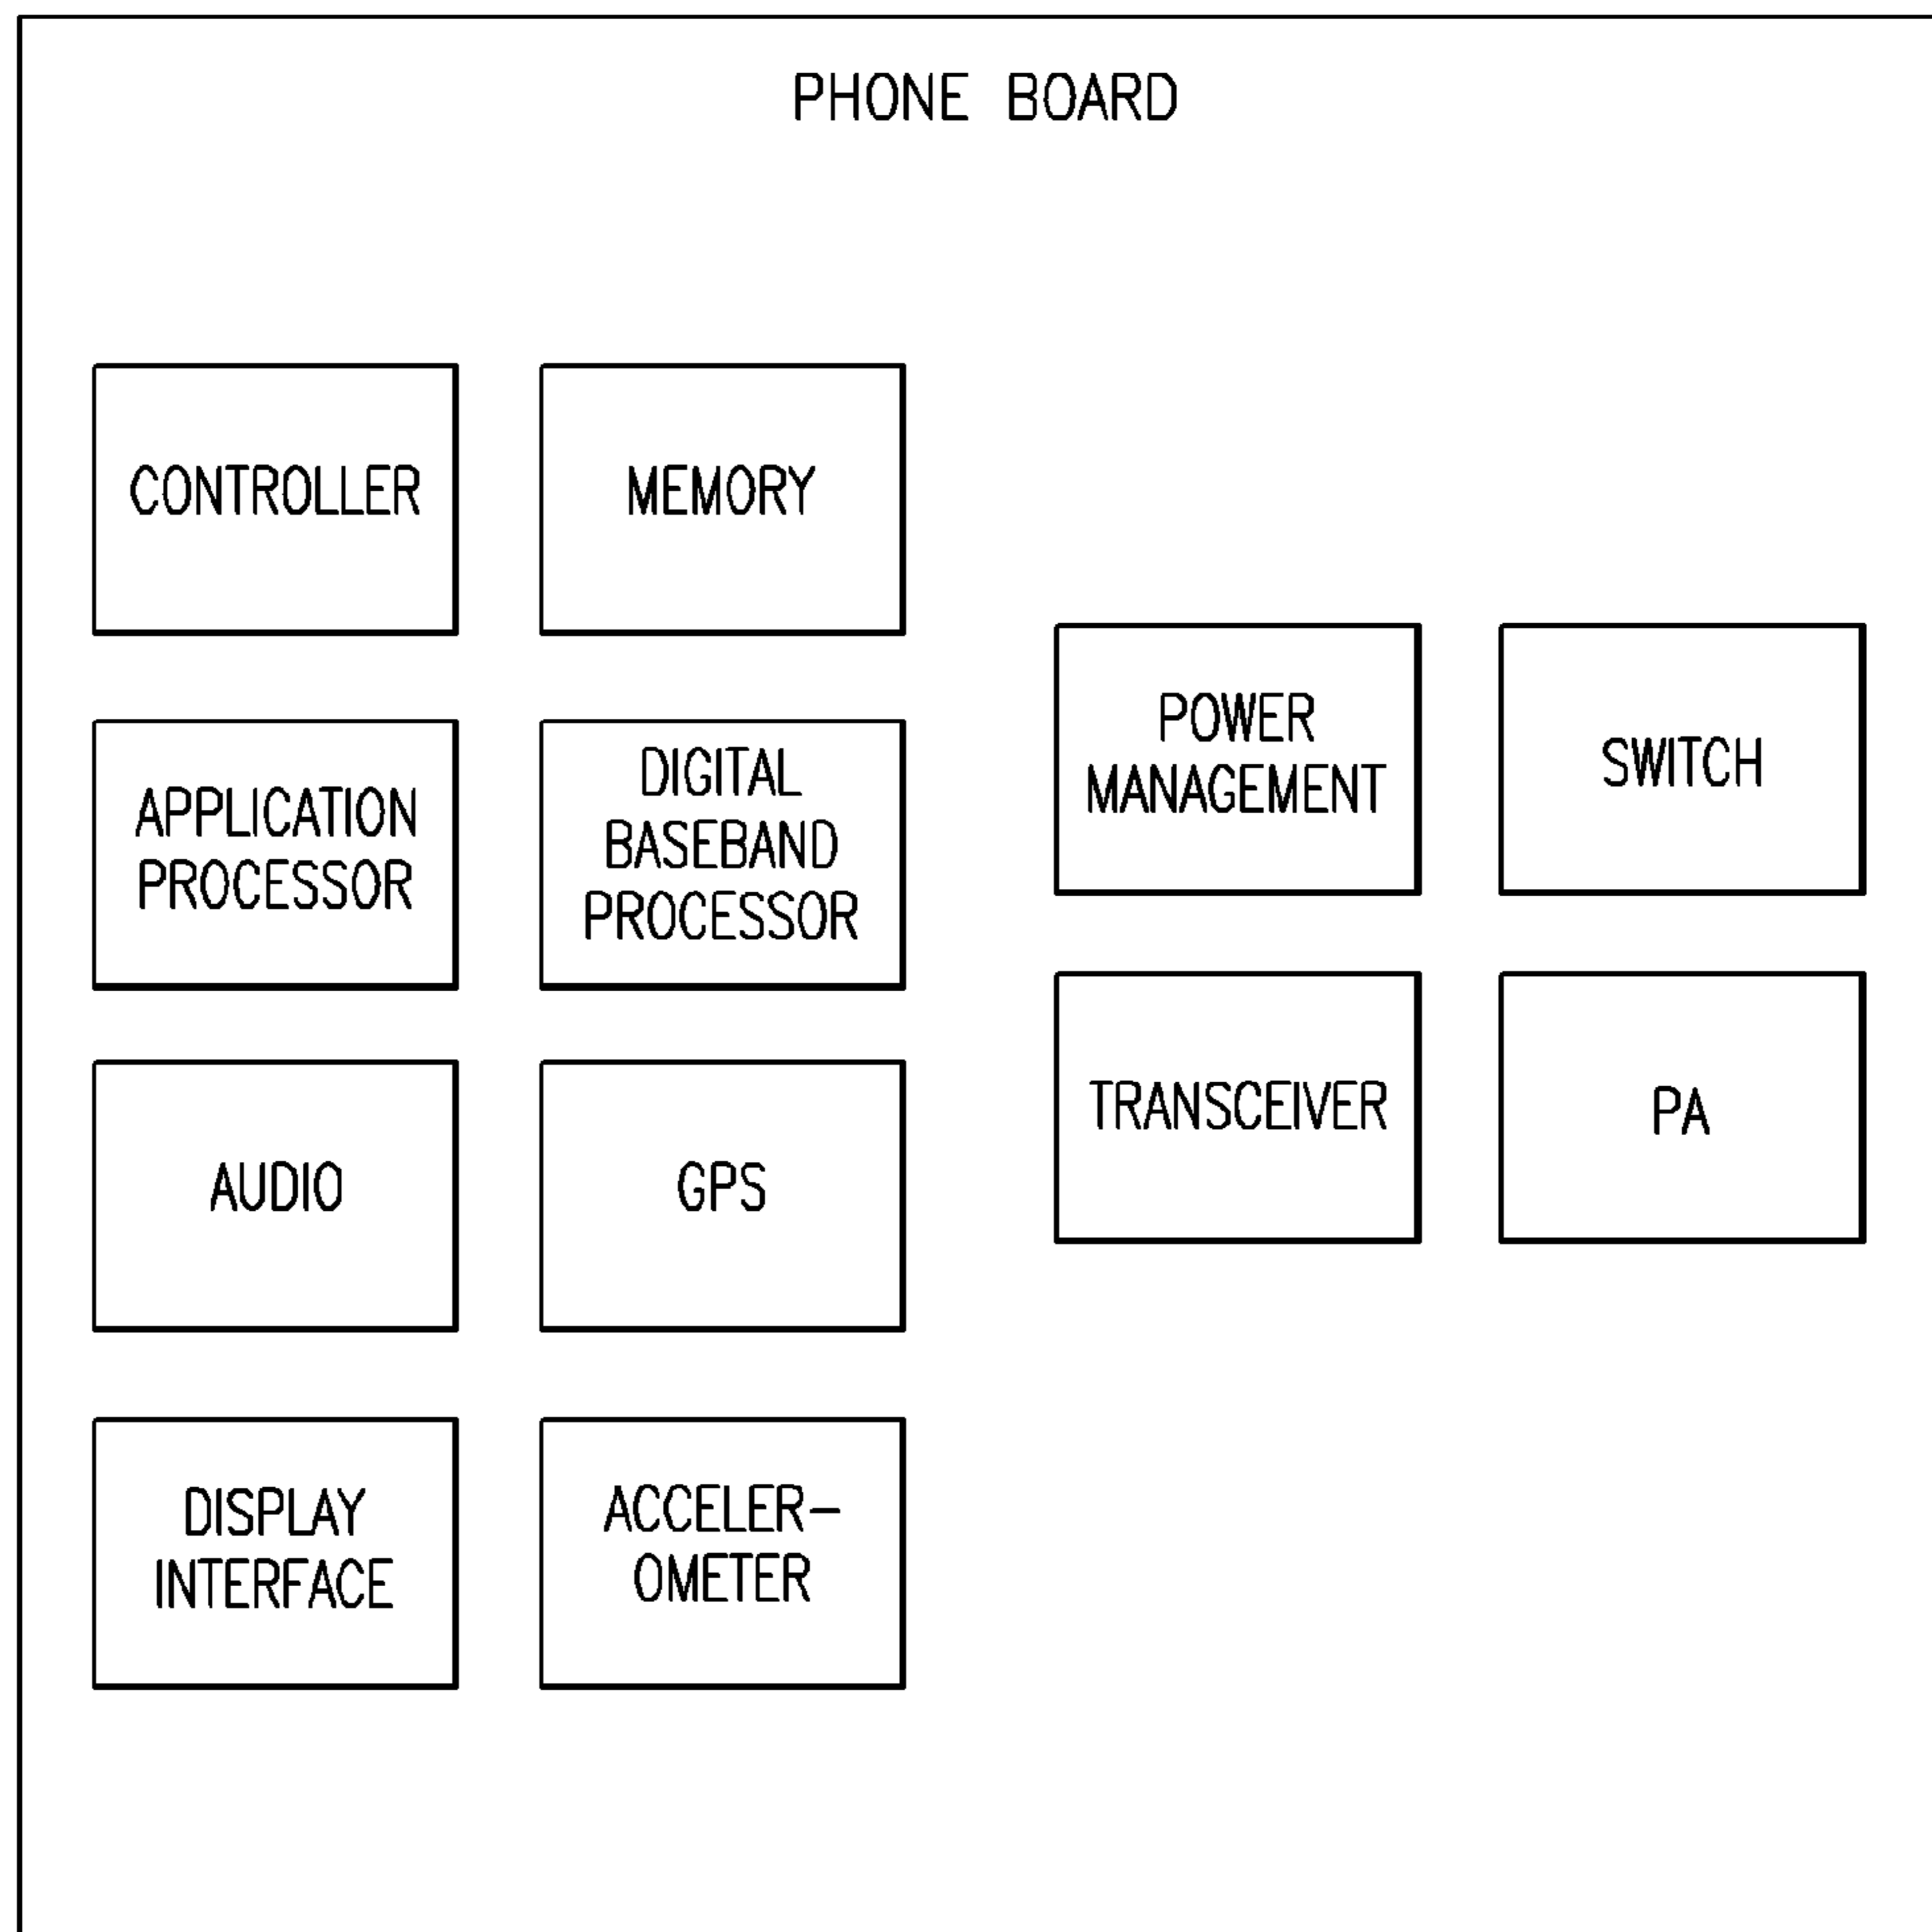 PHONE BOARD
CONTROLLER
MEMORY
POWER
MANAGEMENT
SWITCH
APPLICATION
PROCESSOR
DIGITAL
BASEBAND
PROCESSOR
TRANSCEIVER
PA
AUDIO
GPS
DISPLAY
INTERFACE
ACCELER-
OMETER